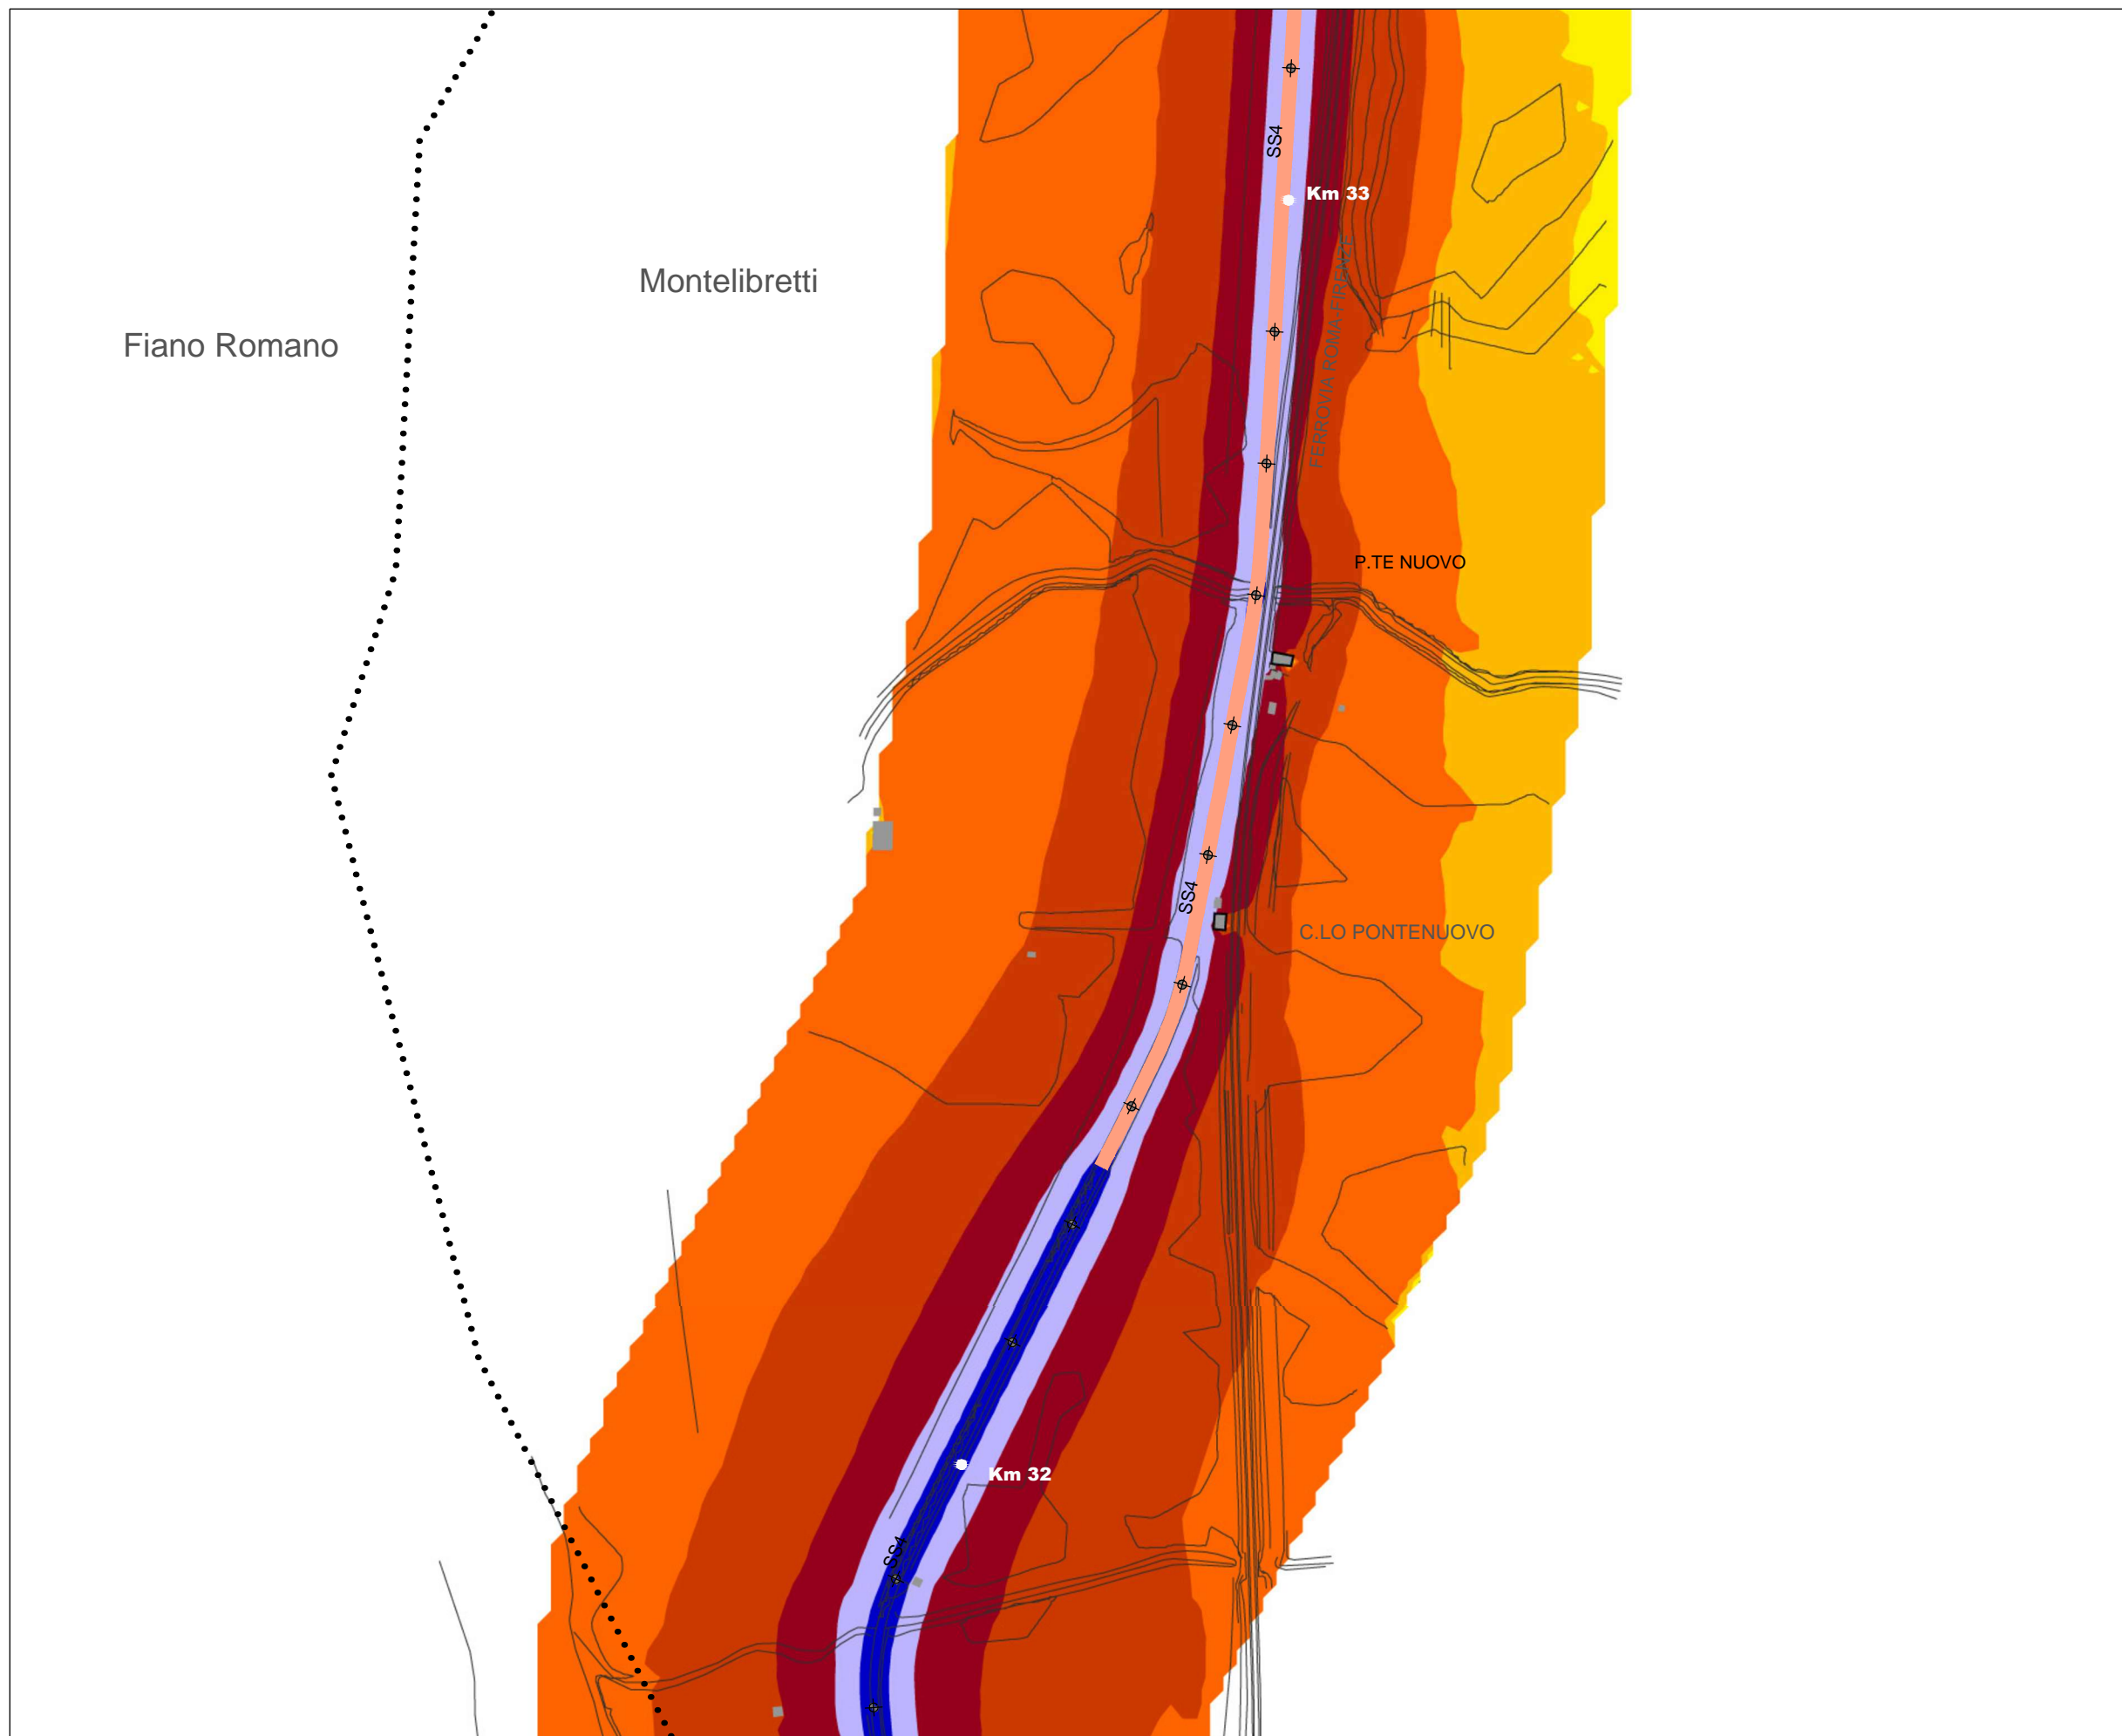 SS4
Km 33
Montelibretti
Fiano Romano
FERROVIA ROMA-FIRENZE
P.TE NUOVO
SS4
C.LO PONTENUOVO
Km 32
SS4